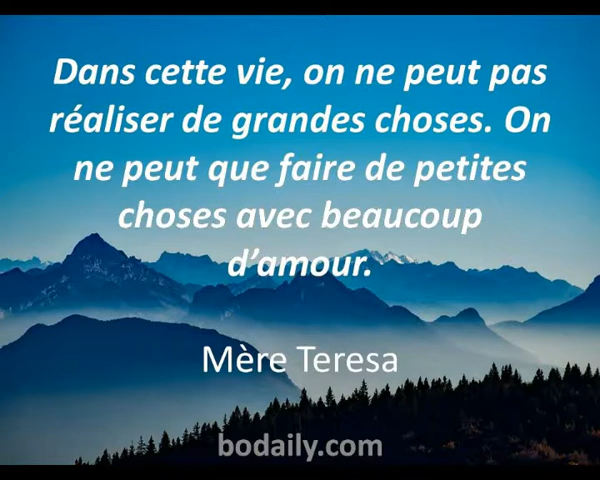 Dans cette vie, on ne peut pas
réaliser de grandes choses. On
ne peut que faire de petites
choses avec beaucoup
d’amour.
Mère Teresa
bodaily.com